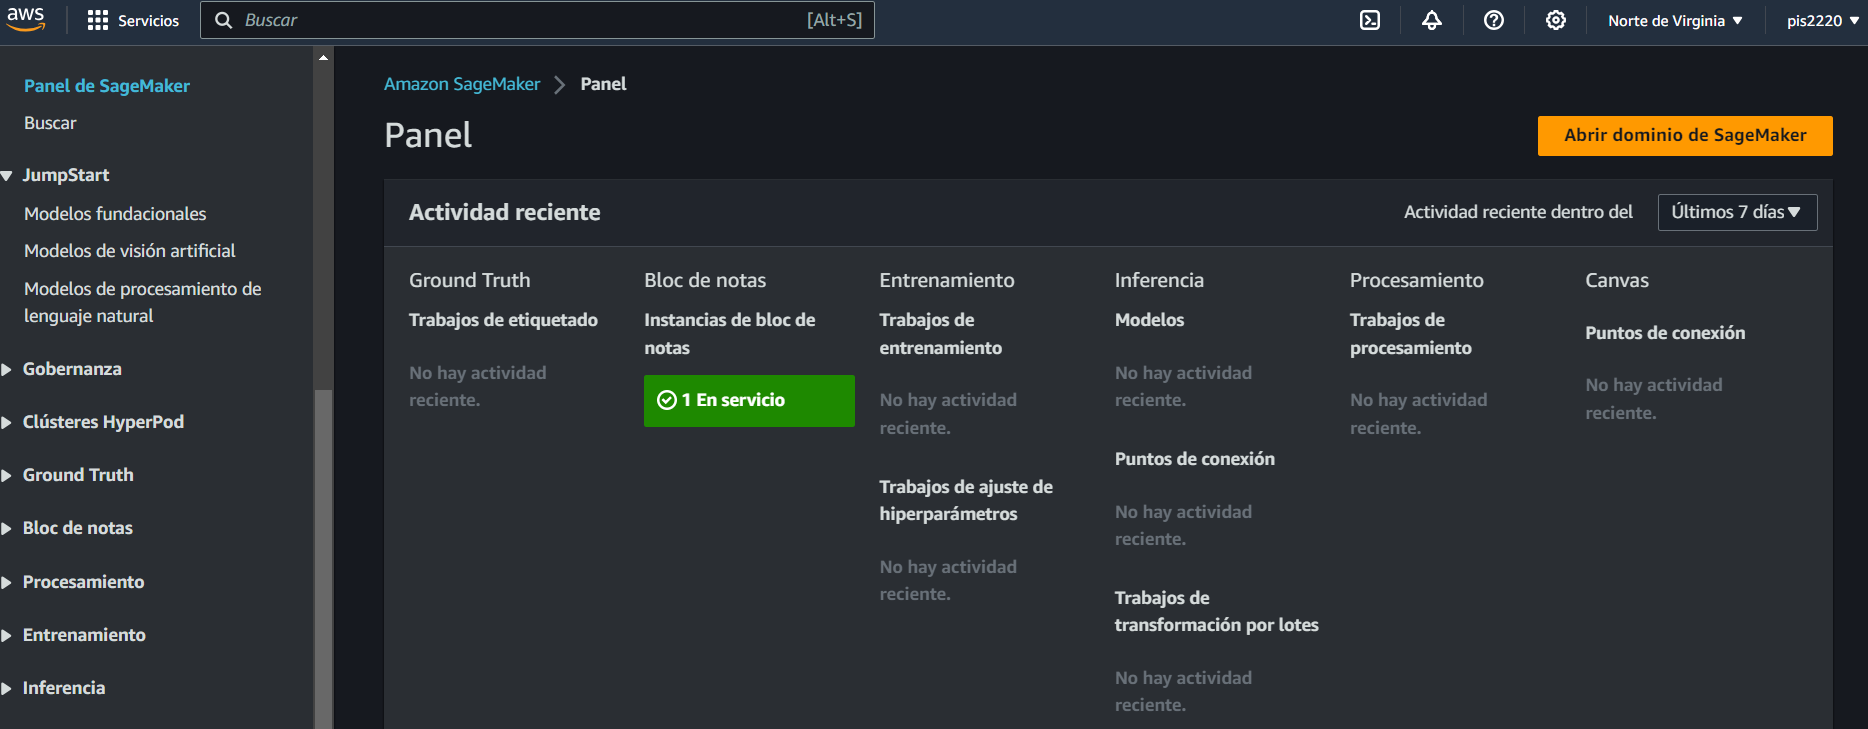 aws
Servicios
Buscar
[Alt+S]
Norte de Virginia
pis2220
Panel de SageMaker
Buscar
JumpStart
Modelos fundacionales
Modelos de visión artificial
Modelos de procesamiento de
lenguaje natural
Gobernanza
Clústeres HyperPod
Ground Truth
Bloc de notas
Procesamiento
Entrenamiento
Inferencia
Amazon SageMaker
Panel
Panel
Abrir dominio de SageMaker
Actividad reciente
Actividad reciente dentro del
Últimos 7 días
Ground Truth
Trabajos de etiquetado
No hay actividad
reciente.
Bloc de notas
Instancias de bloc de
notas
1 En servicio
Entrenamiento
Trabajos de
entrenamiento
No hay actividad
reciente.
Trabajos de ajuste de
hiperparámetros
No hay actividad
reciente.
Inferencia
Modelos
No hay actividad
reciente.
Puntos de conexión
No hay actividad
reciente.
Trabajos de
transformación por lotes
No hay actividad
reciente.
Procesamiento
Trabajos de
procesamiento
No hay actividad
reciente.
Canvas
Puntos de conexión
No hay actividad
reciente.